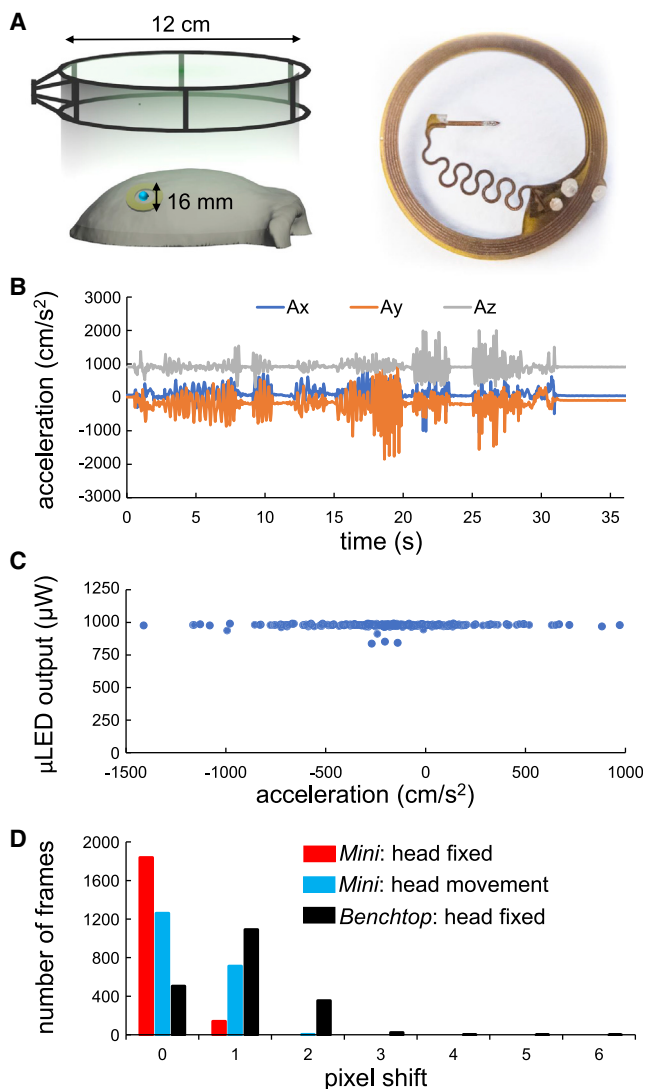 A
12 cm
16 mm
B
acceleration (cm/s²)
3000
2000
1000
0
-1000
-2000
-3000
Ax
Ay
Az
0
5
10
15
20
25
30
35
time (s)
C
µLED output (µW)
1250
1000
750
500
250
0
-1500
-1000
-500
0
500
1000
acceleration (cm/s²)
D
number of frames
2000
1600
1200
800
400
0
Mini: head fixed
Mini: head movement
Benchtop: head fixed
0
1
2
3
4
5
6
pixel shift